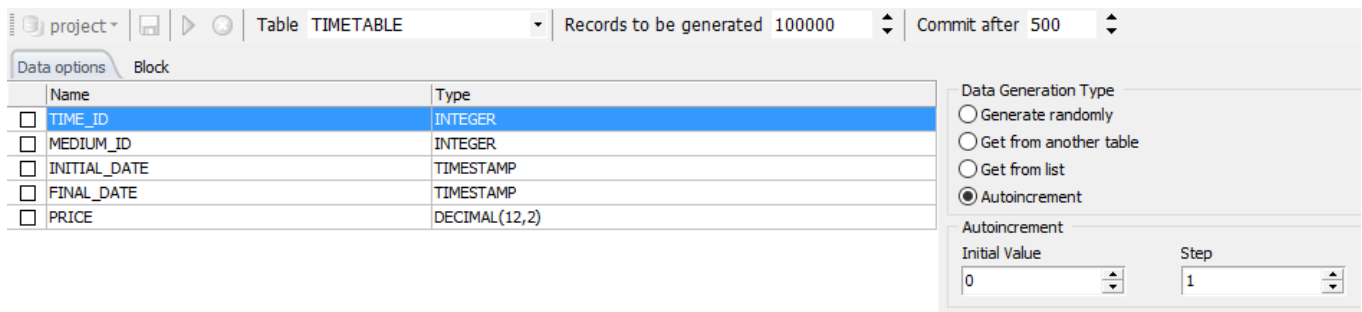 project Table TIMETABLE Records to be generated 100000 Commit after 500
Data options Block
Name Type
TIME_ID INTEGER
MEDIUM_ID INTEGER
INITIAL_DATE TIMESTAMP
FINAL_DATE TIMESTAMP
PRICE DECIMAL(12,2)
Data Generation Type
Generate randomly
Get from another table
Get from list
Autoincrement
Autoincrement
Initial Value Step
0 1